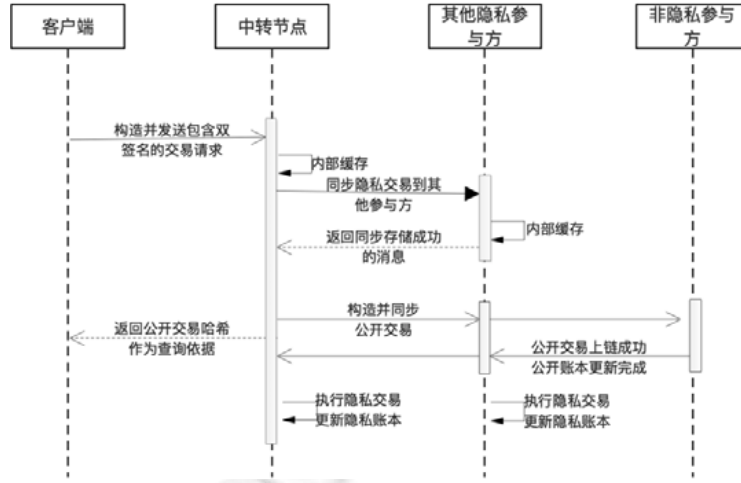 客户端
中转节点
其他隐私参
与方
非隐私参与
方
构造并发送包含双
签名的交易请求
内部缓存
同步隐私交易到其
他参与方
内部缓存
返回同步存储成功
的消息
构造并同步
公开交易
返回公开交易哈希
作为查询依据
公开交易上链成功
公开账本更新完成
执行隐私交易
更新隐私账本
执行隐私交易
更新隐私账本